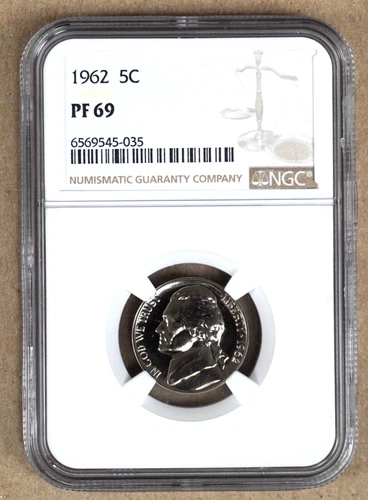 1962 5C
PF 69
6569545-035
NUMISMATIC GUARANTY COMPANY NGC®
IN GOD WE TRUST
LIBERTY ★ 1962